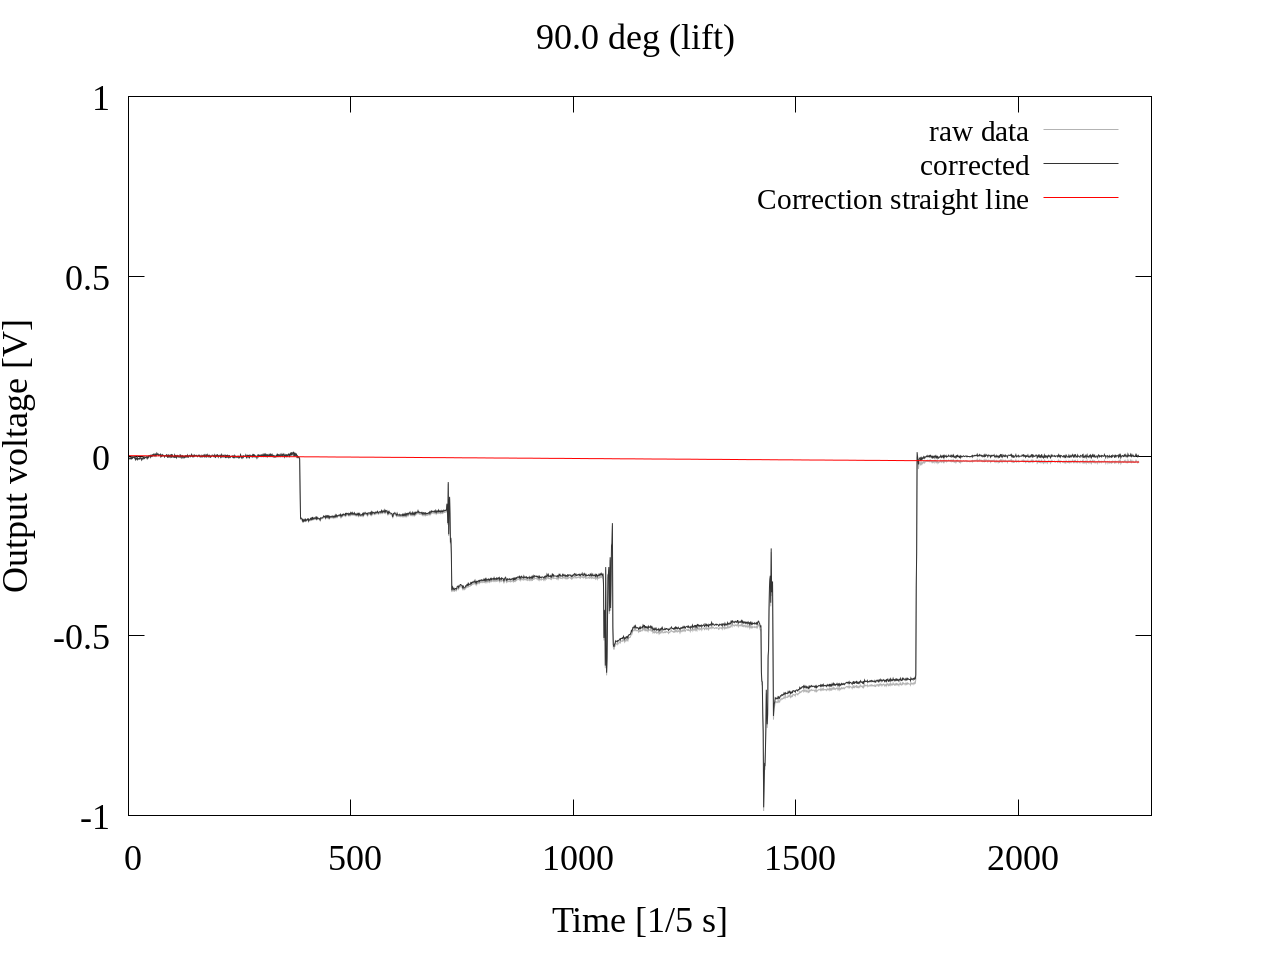 90.0 deg (lift)
1
raw data
corrected
Correction straight line
0.5
0
-0.5
-1
Output voltage [V]
0 500 1000 1500 2000
Time [1/5 s]